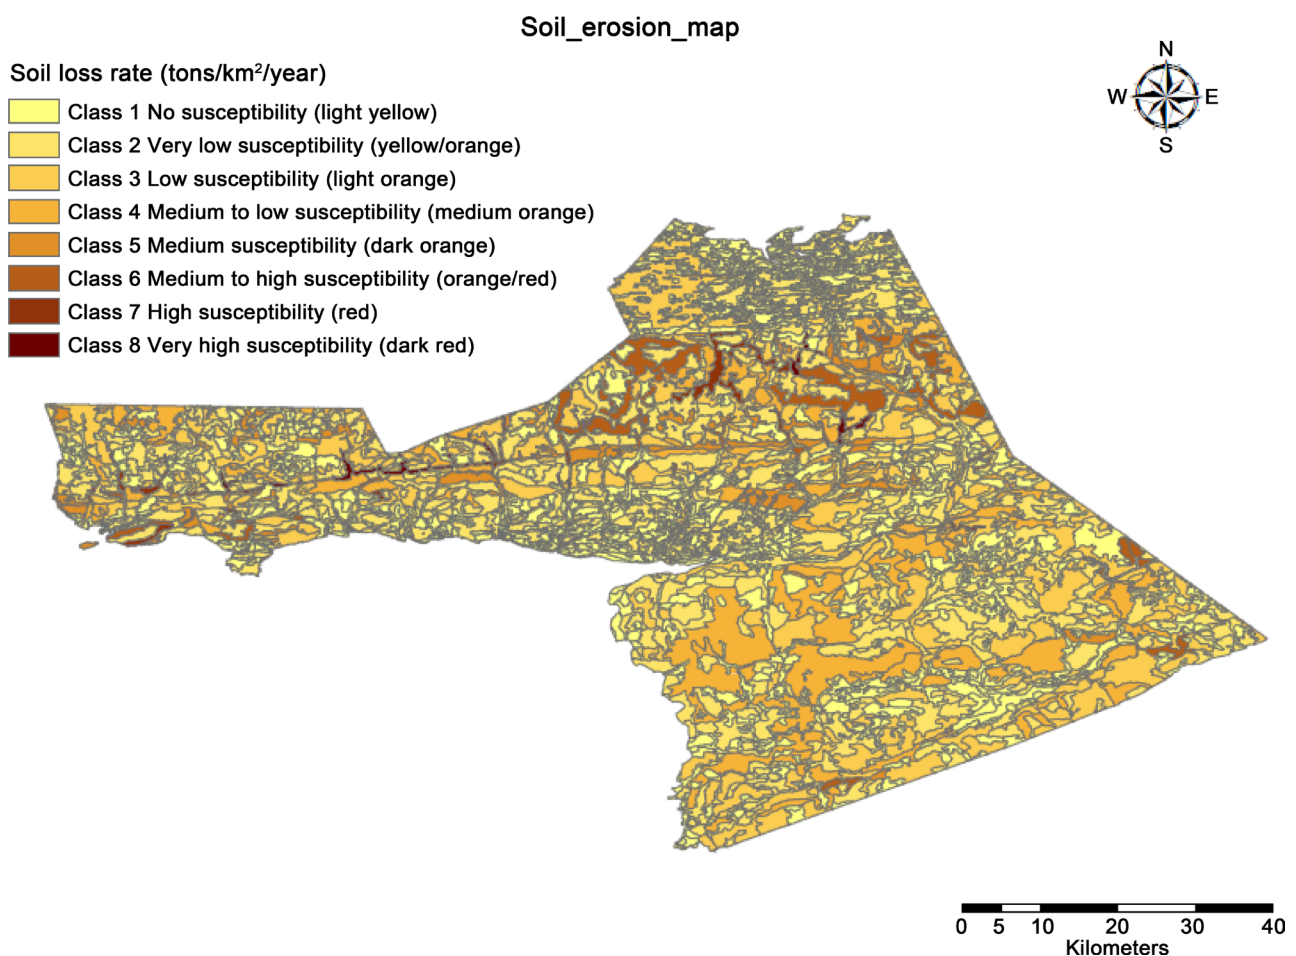 Soil_erosion_map
Soil loss rate (tons/km²/year)
Class 1 No susceptibility (light yellow)
Class 2 Very low susceptibility (yellow/orange)
Class 3 Low susceptibility (light orange)
Class 4 Medium to low susceptibility (medium orange)
Class 5 Medium susceptibility (dark orange)
Class 6 Medium to high susceptibility (orange/red)
Class 7 High susceptibility (red)
Class 8 Very high susceptibility (dark red)
N
W E
S
0 5 10 20 30 40
Kilometers